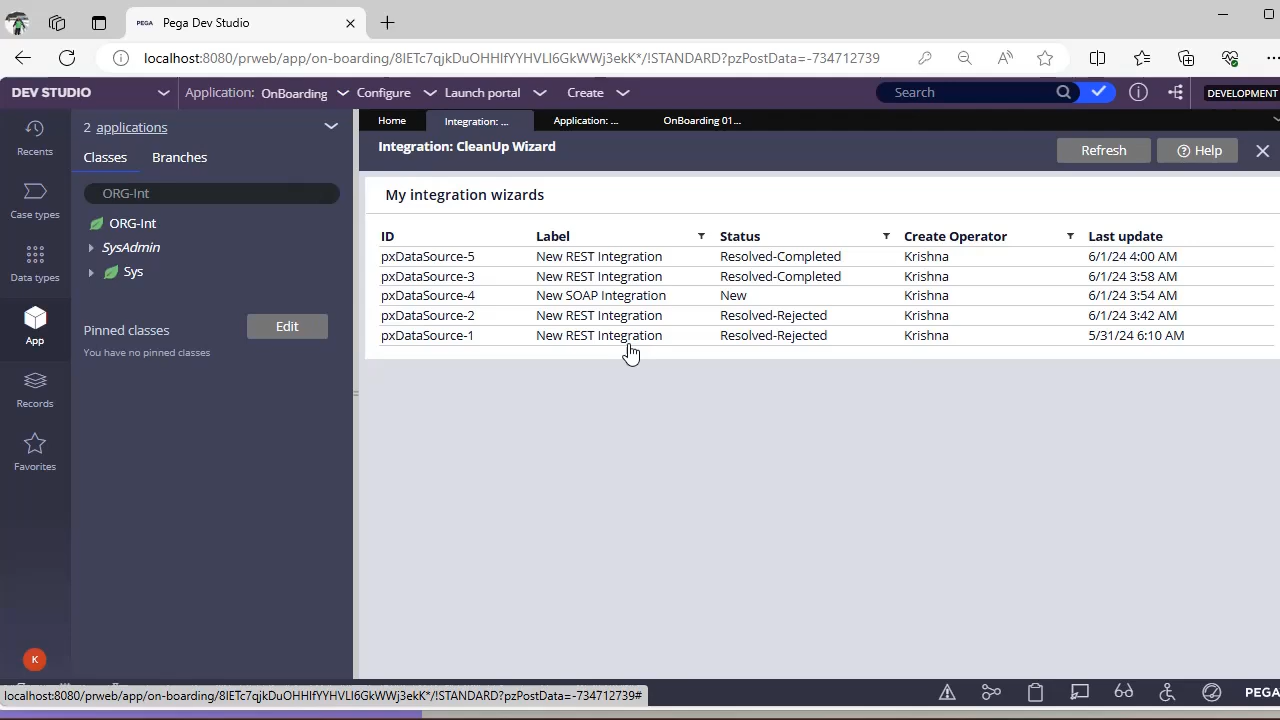 PEGA Pega Dev Studio
localhost:8080/prweb/app/on-boarding/8IETc7qjkDuOHHIfYYHVLI6GkWWj3ekK*/!STANDARD?pzPostData=-734712739
DEV STUDIO Application: OnBoarding Configure Launch portal Create Search DEVELOPMENT
Recents
Case types
Data types
App
Records
Favorites
K
2 applications
Classes Branches
ORG-Int
ORG-Int
SysAdmin
Sys
Pinned classes Edit
You have no pinned classes
Home Integration: ... Application: ... OnBoarding 01...
Integration: CleanUp Wizard Refresh Help
My integration wizards
ID Label Status Create Operator Last update
pxDataSource-5 New REST Integration Resolved-Completed Krishna 6/1/24 4:00 AM
pxDataSource-3 New REST Integration Resolved-Completed Krishna 6/1/24 3:58 AM
pxDataSource-4 New SOAP Integration New Krishna 6/1/24 3:54 AM
pxDataSource-2 New REST Integration Resolved-Rejected Krishna 6/1/24 3:42 AM
pxDataSource-1 New REST Integration Resolved-Rejected Krishna 5/31/24 6:10 AM
localhost:8080/prweb/app/on-boarding/8IETc7qjkDuOHHIfYYHVLI6GkWWj3ekK*/!STANDARD?pzPostData=-734712739#
PEGA